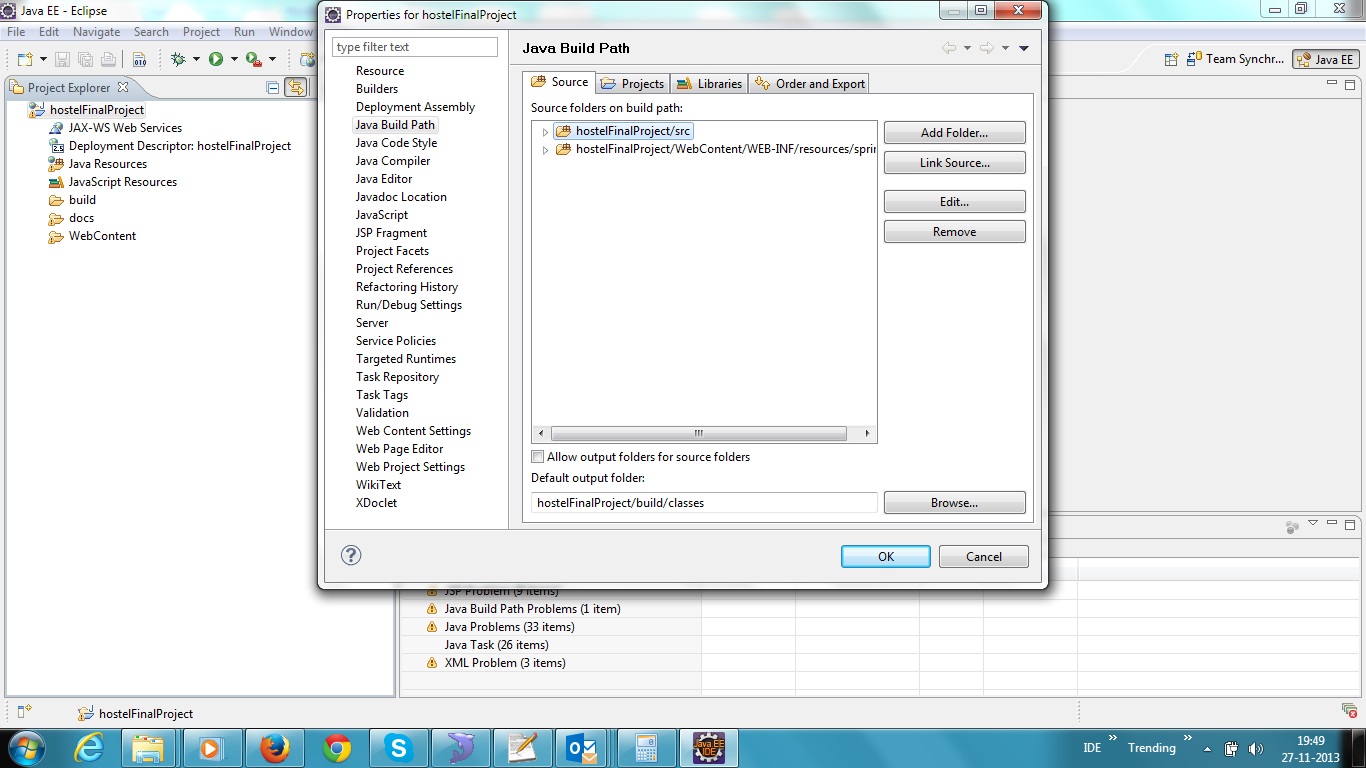 Java EE - Eclipse
File Edit Navigate Search Project Run Window
Team Synchr... Java EE
Project Explorer
hostelFinalProject
JAX-WS Web Services
Deployment Descriptor: hostelFinalProject
Java Resources
JavaScript Resources
build
docs
WebContent
Properties for hostelFinalProject
type filter text
Resource
Builders
Deployment Assembly
Java Build Path
Java Code Style
Java Compiler
Java Editor
Javadoc Location
JavaScript
JSP Fragment
Project Facets
Project References
Refactoring History
Run/Debug Settings
Server
Service Policies
Targeted Runtimes
Task Repository
Task Tags
Validation
Web Content Settings
Web Page Editor
Web Project Settings
WikiText
XDoclet
Java Build Path
Source Projects Libraries Order and Export
Source folders on build path:
hostelFinalProject/src
hostelFinalProject/WebContent/WEB-INF/resources/sprin
Add Folder...
Link Source...
Edit...
Remove
Allow output folders for source folders
Default output folder:
hostelFinalProject/build/classes
Browse...
OK Cancel
JSP Problem (9 items)
Java Build Path Problems (1 item)
Java Problems (33 items)
Java Task (26 items)
XML Problem (3 items)
hostelFinalProject
Java EE
IDE
IDE » Trending »
19:49
27-11-2013